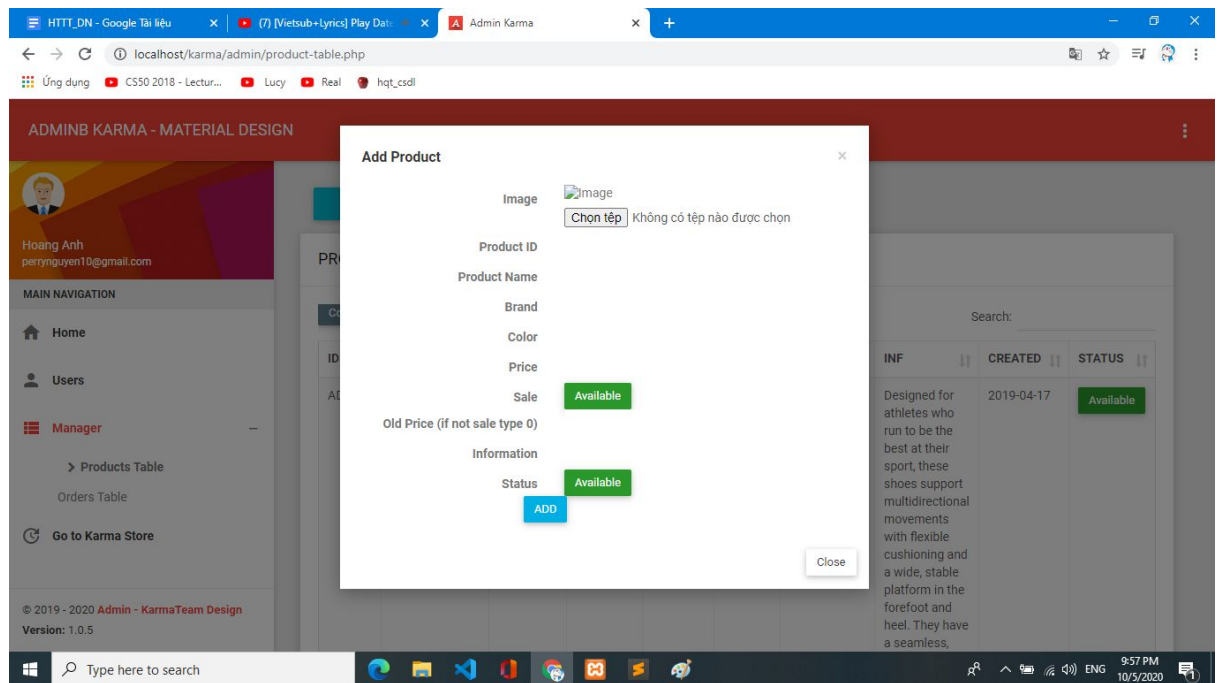 HTTT_DN - Google Tài liệu
(7) [Vietsub+Lyrics] Play Date
Admin Karma
localhost/karma/admin/product-table.php
Ứng dụng
CS50 2018 - Lectur...
Lucy
Real
hqt_csdl
ADMINB KARMA - MATERIAL DESIGN
Hoang Anh
perrynguyen10@gmail.com
MAIN NAVIGATION
Home
Users
Manager
Products Table
Orders Table
Go to Karma Store
© 2019 - 2020 Admin - KarmaTeam Design
Version: 1.0.5
Add Product
×
Image
Image
Chọn tệp Không có tệp nào được chọn
Product ID
Product Name
Brand
Color
Price
Sale Available
Old Price (if not sale type 0)
Information
Status Available
ADD
Close
Search:
ID
INF CREATED STATUS
Designed for
athletes who
run to be the
best at their
sport, these
shoes support
multidirectional
movements
with flexible
cushioning and
a wide, stable
platform in the
forefoot and
heel. They have
a seamless,
2019-04-17
Available
Type here to search
ENG
9:57 PM
10/5/2020